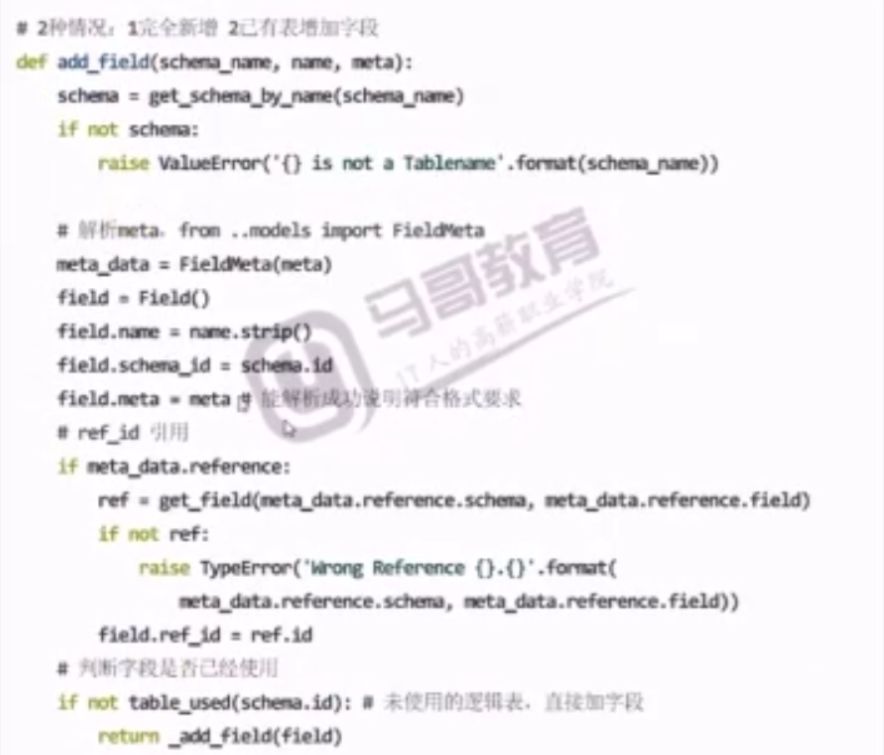 # 2种情况：1完全新增 2已有表增加字段
def add_field(schema_name, name, meta):
    schema = get_schema_by_name(schema_name)
    if not schema:
        raise ValueError('{} is not a Tablename'.format(schema_name))

    # 解析meta。from ..models import FieldMeta
    meta_data = FieldMeta(meta)
    field = Field()
    field.name = name.strip()
    field.schema_id = schema.id
    field.meta = meta # 能解析成功说明符合格式要求
    # ref_id 引用
    if meta_data.reference:
        ref = get_field(meta_data.reference.schema, meta_data.reference.field)
        if not ref:
            raise TypeError('Wrong Reference {}.{}'.format(
                meta_data.reference.schema, meta_data.reference.field))
        field.ref_id = ref.id
    # 判断字段是否已经使用
    if not table_used(schema.id): # 未使用的逻辑表，直接加字段
        return _add_field(field)
马哥教育
IT人的高薪职业学院